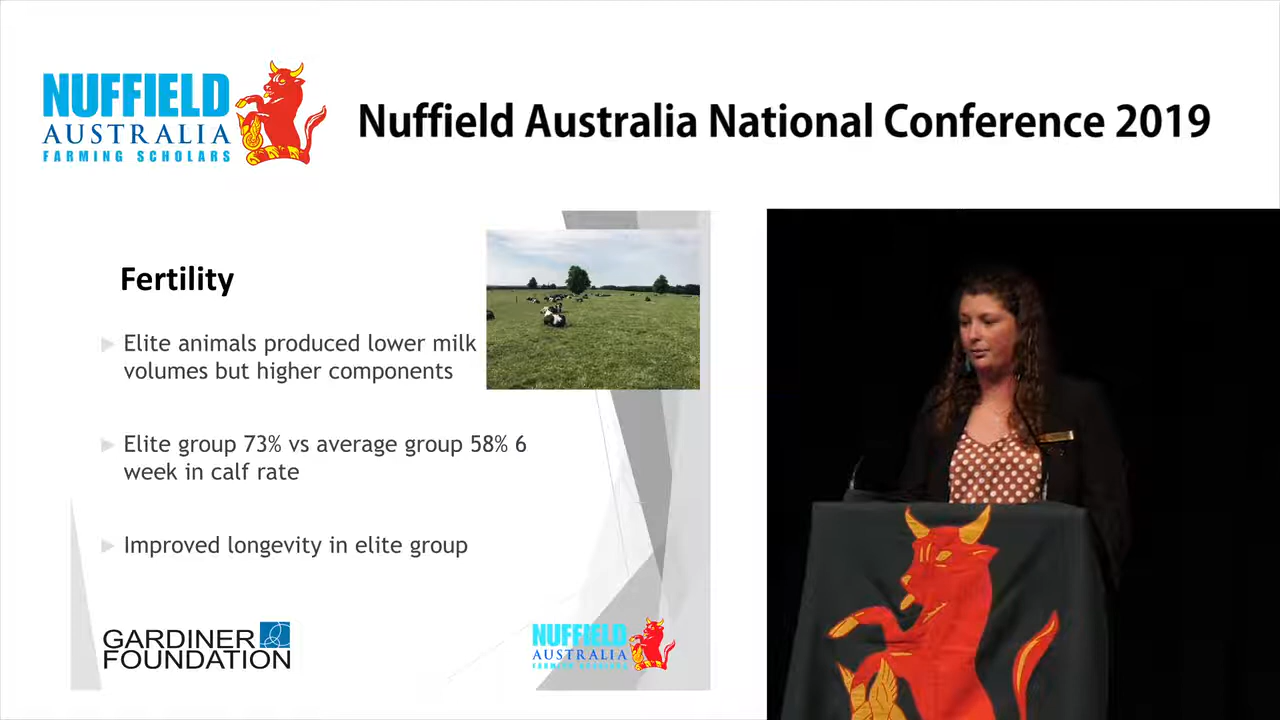 NUFFIELD
AUSTRALIA
FARMING SCHOLARS
Nuffield Australia National Conference 2019
Fertility
Elite animals produced lower milk
volumes but higher components
Elite group 73% vs average group 58% 6
week in calf rate
Improved longevity in elite group
GARDINER
FOUNDATION
NUFFIELD
AUSTRALIA
FARMING SCHOLARS